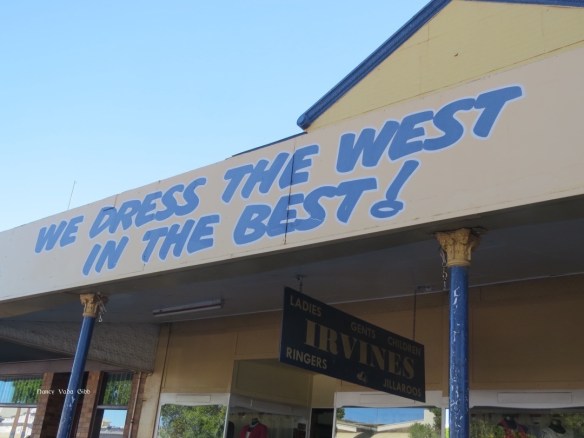 WE DRESS THE WEST
IN THE BEST!
LADIES GENTS CHILDREN
IRVINES
RINGERS & JILLAROOS